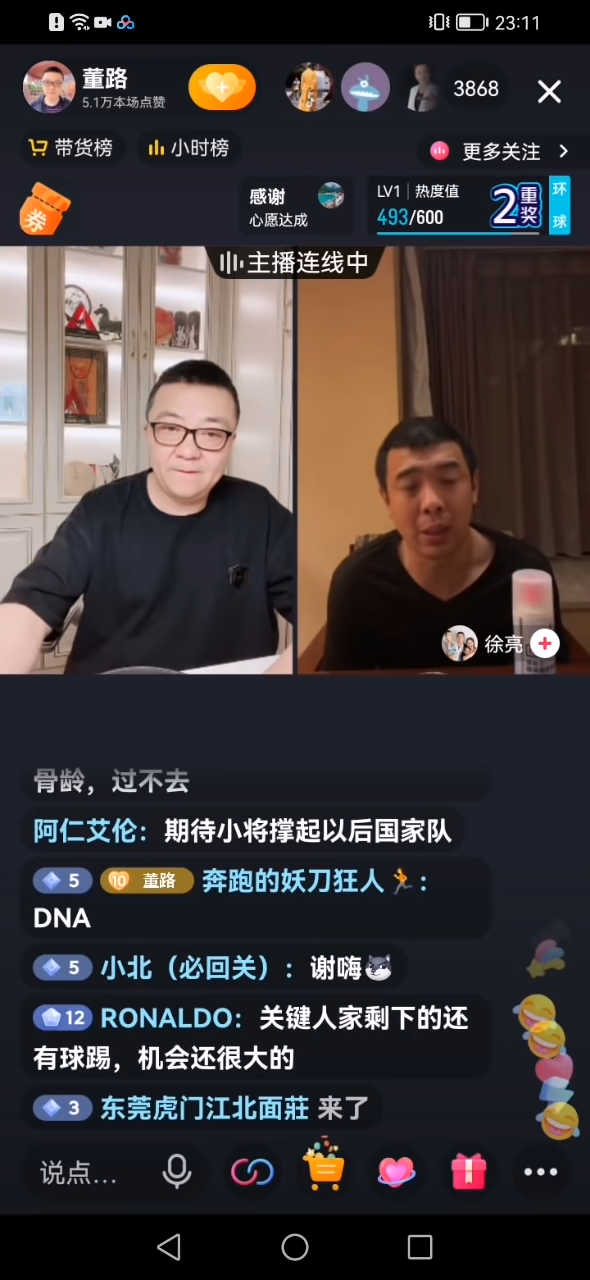 23:11
董路
5.1万本场点赞
3868
带货榜
小时榜
更多关注
券
感谢
心愿达成
LV1 | 热度值
493/600
2重奖
环球
主播连线中
徐亮
骨龄，过不去
阿仁艾伦：期待小将撑起以后国家队
5 10 董路 奔跑的妖刀狂人🏃：
DNA
5 小北（必回关）：谢嗨
12 RONALDO：关键人家剩下的还
有球踢，机会还很大的
3 东莞虎门江北面莊 来了
说点...